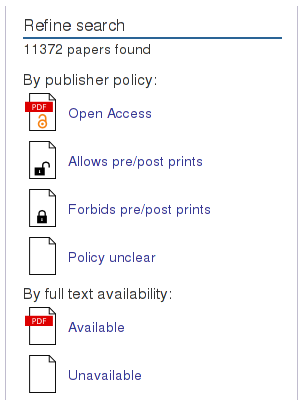 Refine search
11372 papers found
By publisher policy:
PDF
Open Access
Allows pre/post prints
Forbids pre/post prints
Policy unclear
By full text availability:
PDF
Available
Unavailable